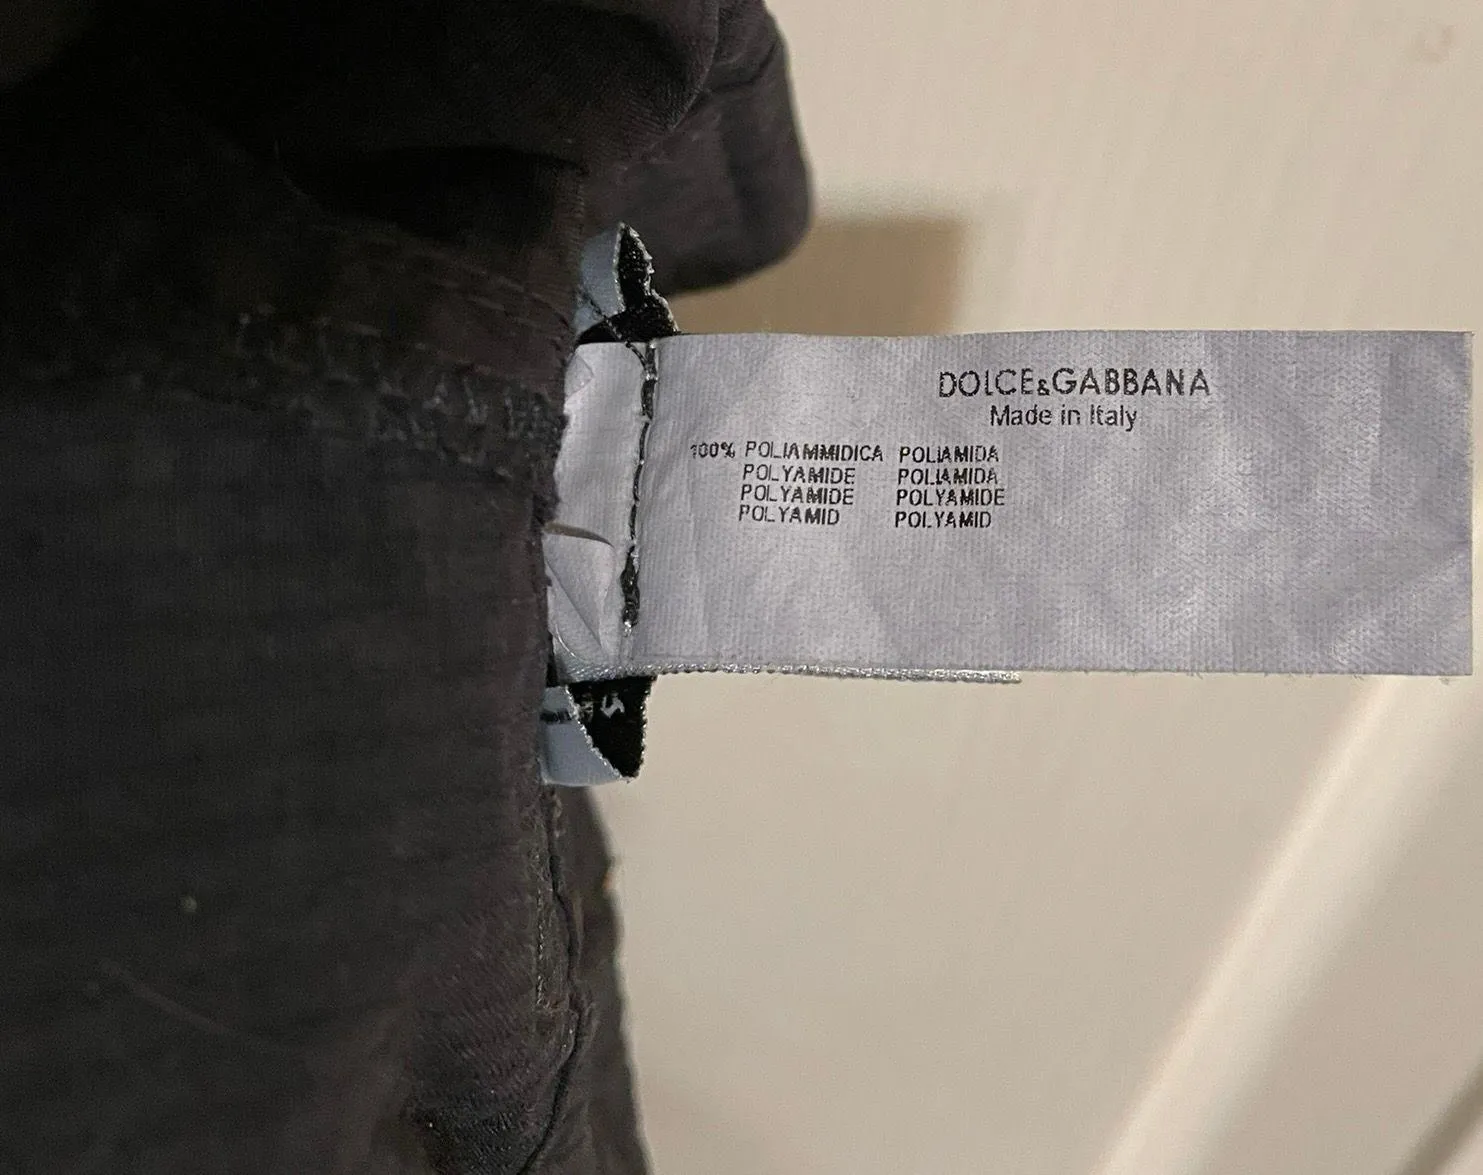 DOLCE&GABBANA
Made in Italy
100% POLIAMMIDICA POLIAMIDA
POLYAMIDE POLIAMIDA
POLYAMIDE POLYAMIDE
POLYAMID POLYAMID